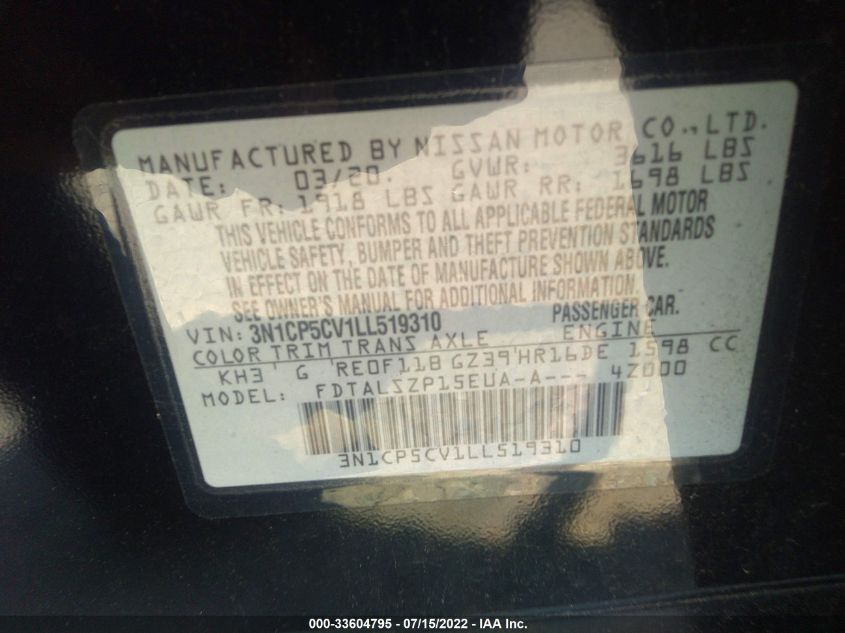 MANUFACTURED BY NISSAN MOTOR CO., LTD.
DATE: 03/20 GVWR: 3616 LBS
GAWR FR: 1918 LBS GAWR RR: 1698 LBS
THIS VEHICLE CONFORMS TO ALL APPLICABLE FEDERAL MOTOR
VEHICLE SAFETY, BUMPER AND THEFT PREVENTION STANDARDS
IN EFFECT ON THE DATE OF MANUFACTURE SHOWN ABOVE.
SEE OWNER'S MANUAL FOR ADDITIONAL INFORMATION.
VIN: 3N1CP5CV1LL519310 PASSENGER CAR.
COLOR TRIM TRANS AXLE ENGINE
KH3 G RE0F11B GZ39 HR16DE 1598 CC
MODEL: FDTALSZP15EUA-A--- 4Z000
3N1CP5CV1LL519310
000-33604795 - 07/15/2022 - IAA Inc.